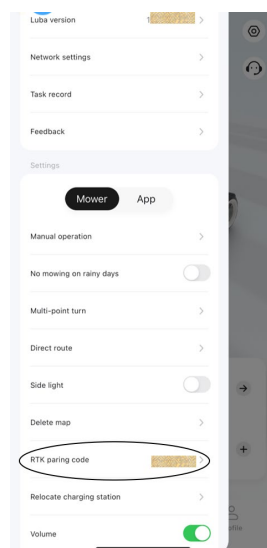 Luba version
Network settings
Task record
Feedback
Settings
Mower App
Manual operation
No mowing on rainy days
Multi-point turn
Direct route
Side light
Delete map
RTK paring code
Relocate charging station
Volume